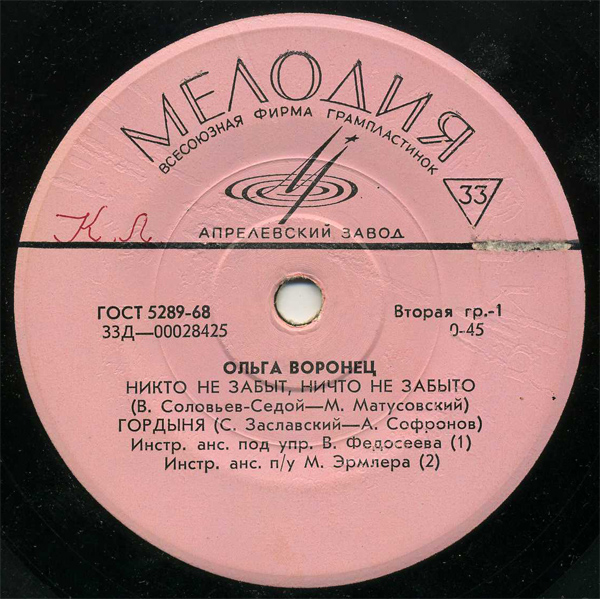 МЕЛОДИЯ
ВСЕСОЮЗНАЯ ФИРМА ГРАМПЛАСТИНОК
33
АПРЕЛЕВСКИЙ ЗАВОД
К. Л
ГОСТ 5289-68
33Д—00028425
Вторая гр.-1
0-45
ОЛЬГА ВОРОНЕЦ
НИКТО НЕ ЗАБЫТ, НИЧТО НЕ ЗАБЫТО
(В. Соловьев-Седой—М. Матусовский)
ГОРДЫНЯ (С. Заславский—А. Софронов)
Инстр. анс. под упр. В. Федосеева (1)
Инстр. анс. п/у М. Эрмлера (2)